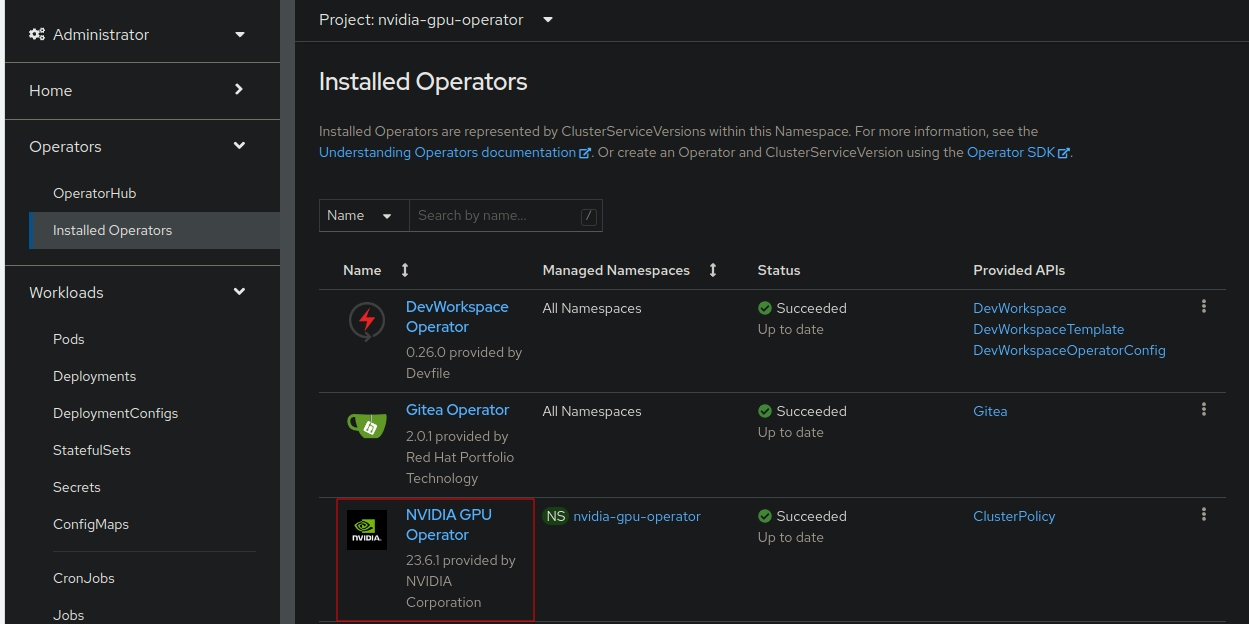 Administrator
Home
Operators
OperatorHub
Installed Operators
Workloads
Pods
Deployments
DeploymentConfigs
StatefulSets
Secrets
ConfigMaps
CronJobs
Jobs
Project: nvidia-gpu-operator
Installed Operators
Installed Operators are represented by ClusterServiceVersions within this Namespace. For more information, see the
Understanding Operators documentation. Or create an Operator and ClusterServiceVersion using the Operator SDK.
Name Search by name... /
Name Managed Namespaces Status Provided APIs
DevWorkspace
Operator
0.26.0 provided by
Devfile
All Namespaces
Succeeded
Up to date
DevWorkspace
DevWorkspaceTemplate
DevWorkspaceOperatorConfig
Gitea Operator
2.0.1 provided by
Red Hat Portfolio
Technology
All Namespaces
Succeeded
Up to date
Gitea
NVIDIA.
NVIDIA GPU
Operator
23.6.1 provided by
NVIDIA
Corporation
NS nvidia-gpu-operator
Succeeded
Up to date
ClusterPolicy